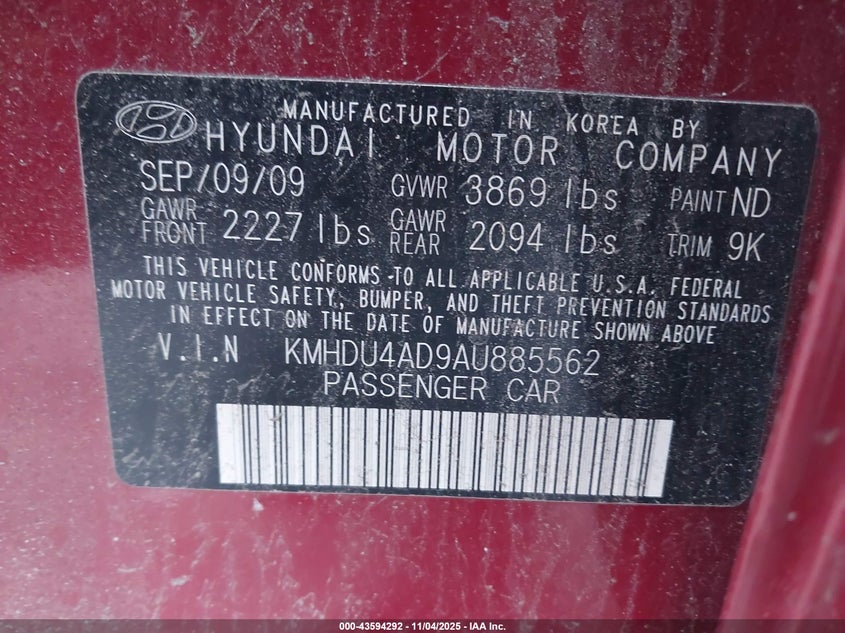 MANUFACTURED IN KOREA BY
HYUNDAI MOTOR COMPANY
SEP/09/09 GVWR 3869 lbs PAINT ND
GAWR FRONT 2227 lbs GAWR REAR 2094 lbs TRIM 9K
THIS VEHICLE CONFORMS TO ALL APPLICABLE U.S.A. FEDERAL
MOTOR VEHICLE SAFETY, BUMPER, AND THEFT PREVENTION STANDARDS
IN EFFECT ON THE DATE OF MANUFACTURE SHOWN ABOVE
V.I.N KMHDU4AD9AU885562
PASSENGER CAR
000-43594292 - 11/04/2025 - IAA Inc.